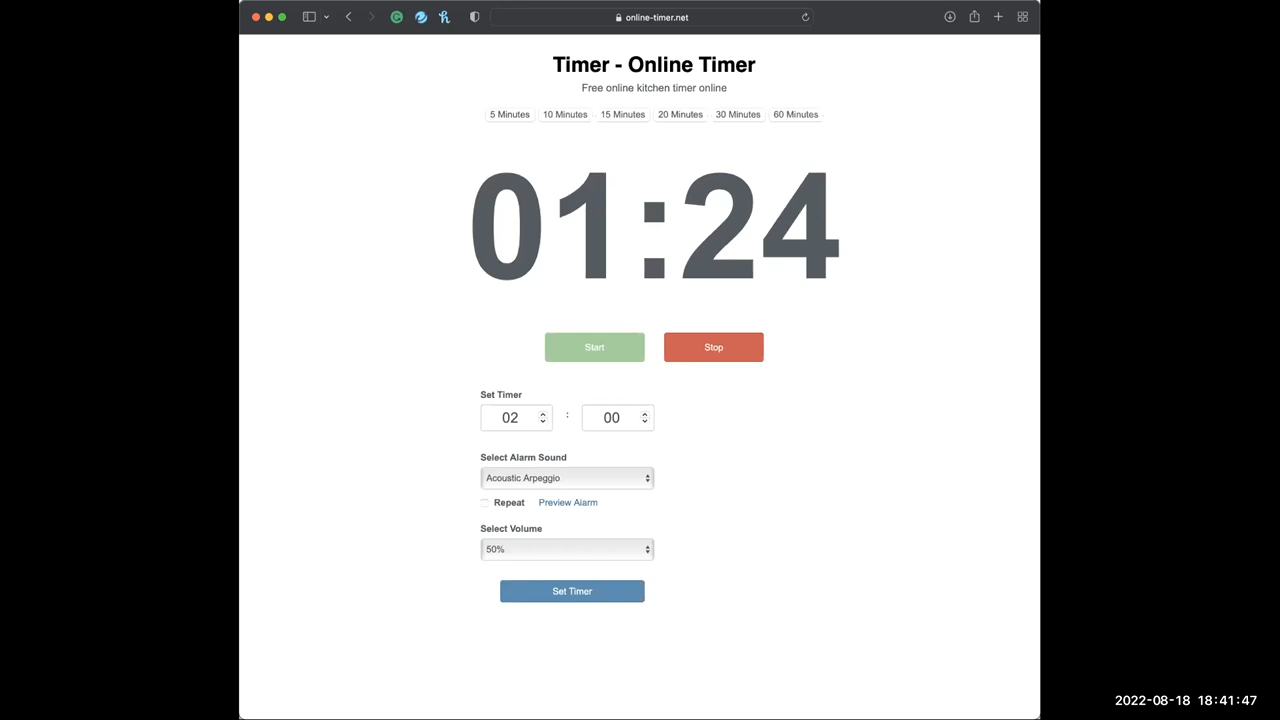 online-timer.net
Timer - Online Timer
Free online kitchen timer online
5 Minutes 10 Minutes 15 Minutes 20 Minutes 30 Minutes 60 Minutes
01:24
Start Stop
Set Timer
02 : 00
Select Alarm Sound
Acoustic Arpeggio
Repeat Preview Alarm
Select Volume
50%
Set Timer
2022-08-18 18:41:47